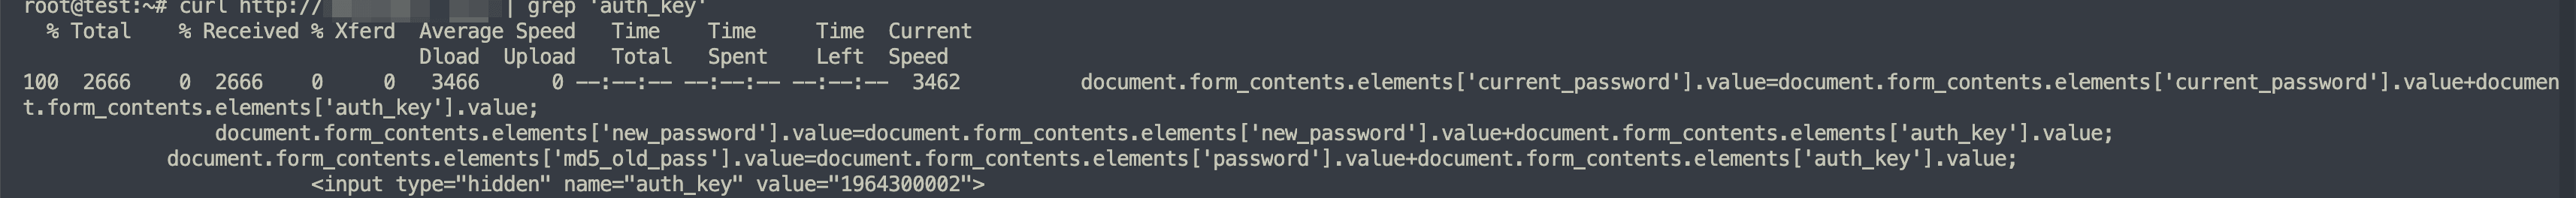 root@test:~# curl http:// | grep 'auth_key'
% Total % Received % Xferd Average Speed Time Time Time Current
Dload Upload Total Spent Left Speed
100 2666 0 2666 0 0 3466 0 --:--:-- --:--:-- --:--:-- 3462 document.form_contents.elements['current_password'].value=document.form_contents.elements['current_password'].value+documen
t.form_contents.elements['auth_key'].value;
document.form_contents.elements['new_password'].value=document.form_contents.elements['new_password'].value+document.form_contents.elements['auth_key'].value;
document.form_contents.elements['md5_old_pass'].value=document.form_contents.elements['password'].value+document.form_contents.elements['auth_key'].value;
<input type="hidden" name="auth_key" value="1964300002">